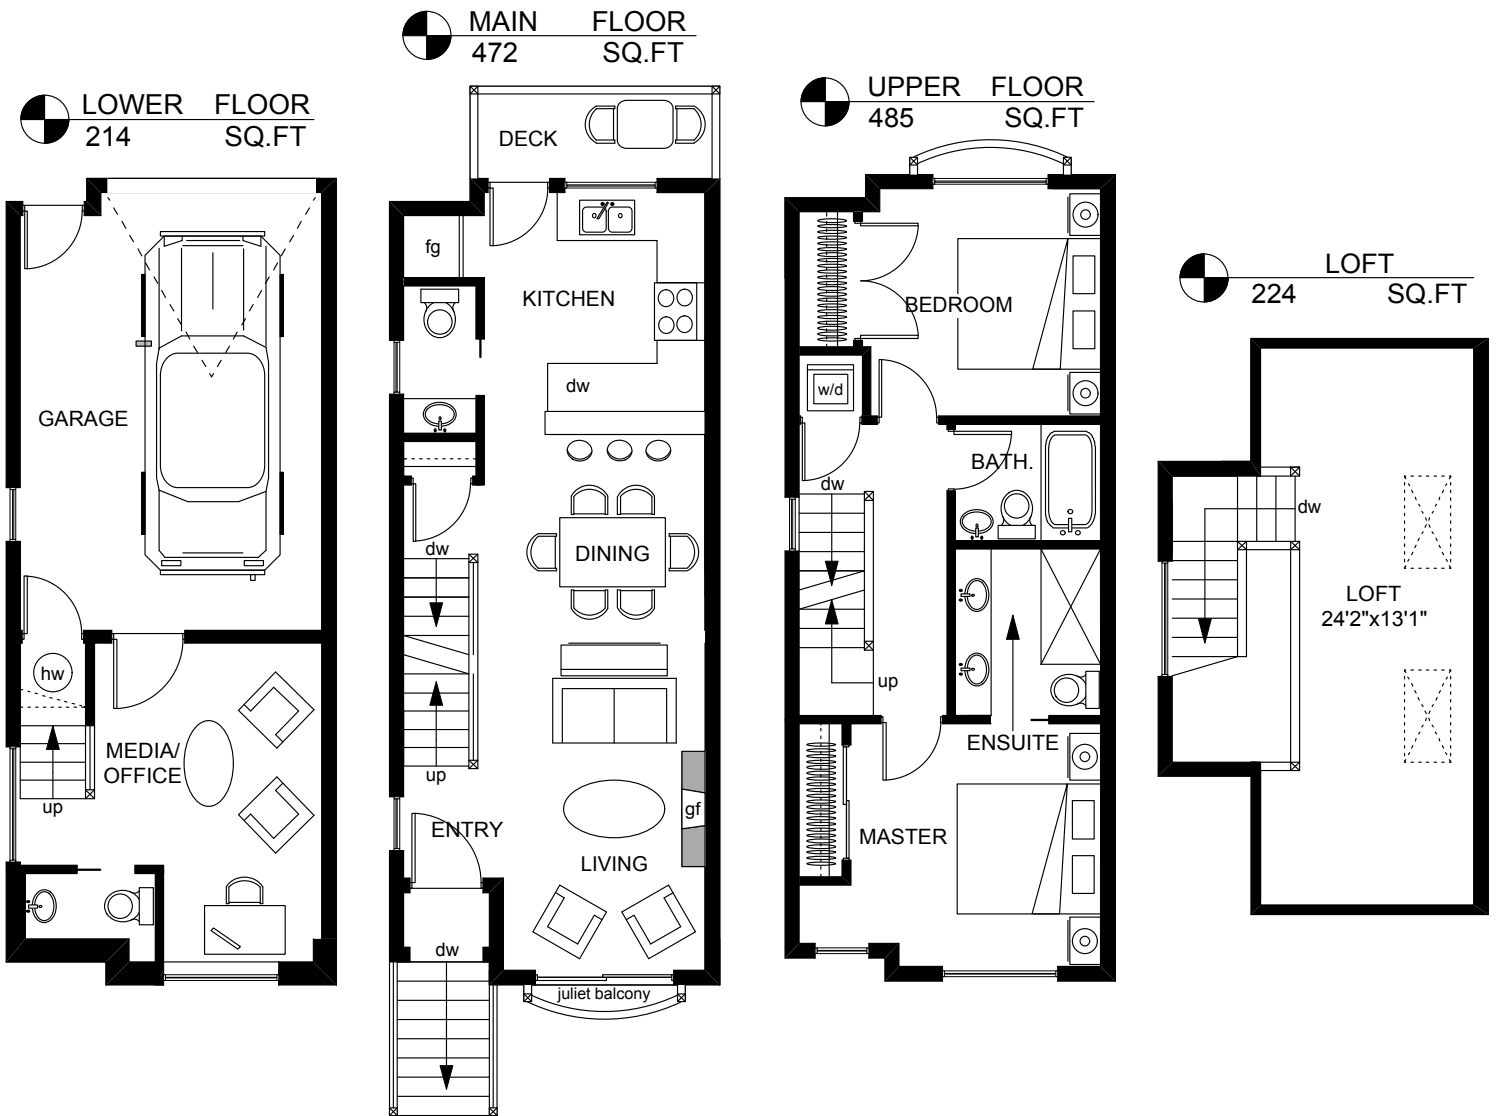 LOWER FLOOR
214 SQ.FT
GARAGE
hw
MEDIA/
OFFICE
up
MAIN FLOOR
472 SQ.FT
DECK
fg
KITCHEN
dw
DINING
dw
up
gf
ENTRY
LIVING
dw
juliet balcony
UPPER FLOOR
485 SQ.FT
BEDROOM
w/d
BATH.
dw
up
ENSUITE
MASTER
LOFT
224 SQ.FT
dw
LOFT
24'2"x13'1"